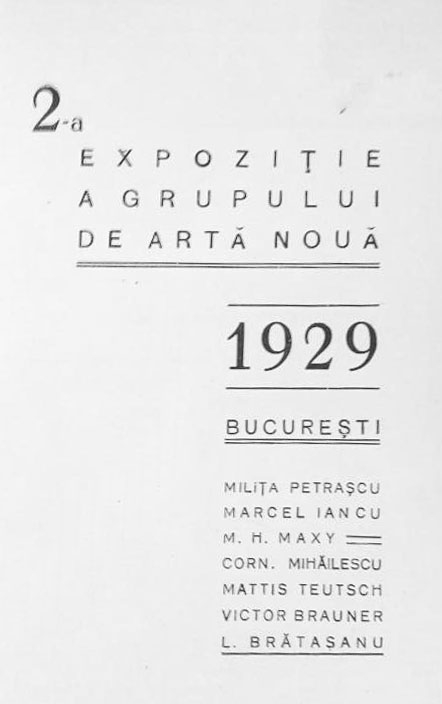 2-a
EXPOZIŢIE
A GRUPULUI
DE ARTĂ NOUĂ
1929
BUCUREŞTI
MILIŢA PETRAŞCU
MARCEL IANCU
M. H. MAXY
CORN. MIHĂILESCU
MATTIS TEUTSCH
VICTOR BRAUNER
L. BRĂTAŞANU